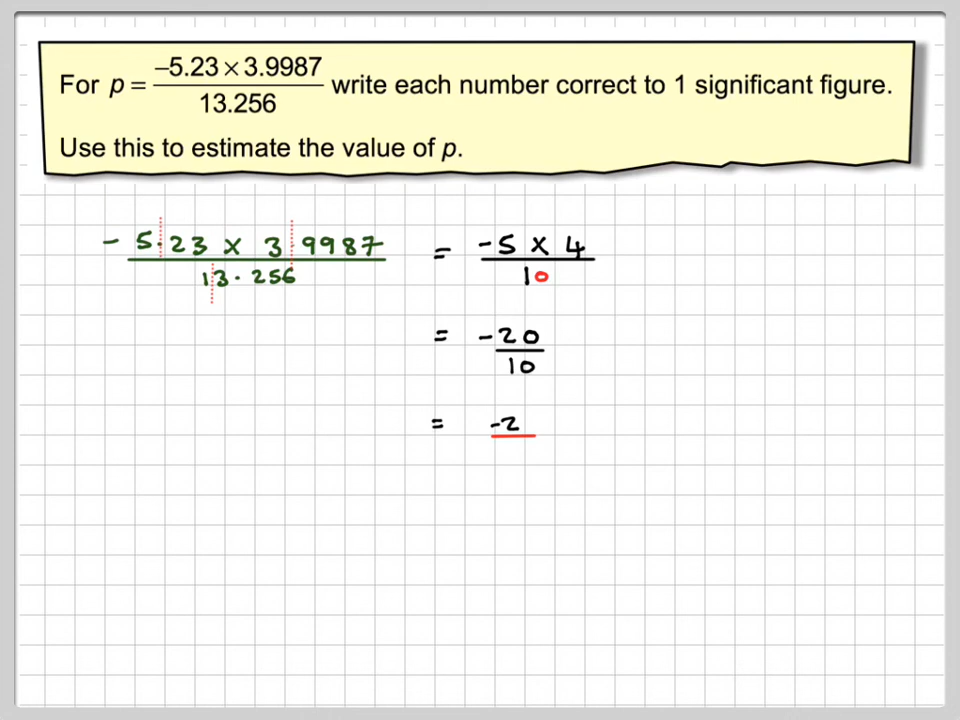 For p = −5.23 × 3.9987 / 13.256 write each number correct to 1 significant figure.
Use this to estimate the value of p.
- 5.23 x 3.9987 / 13.256 = -5 x 4 / 10
= -20 / 10
= -2